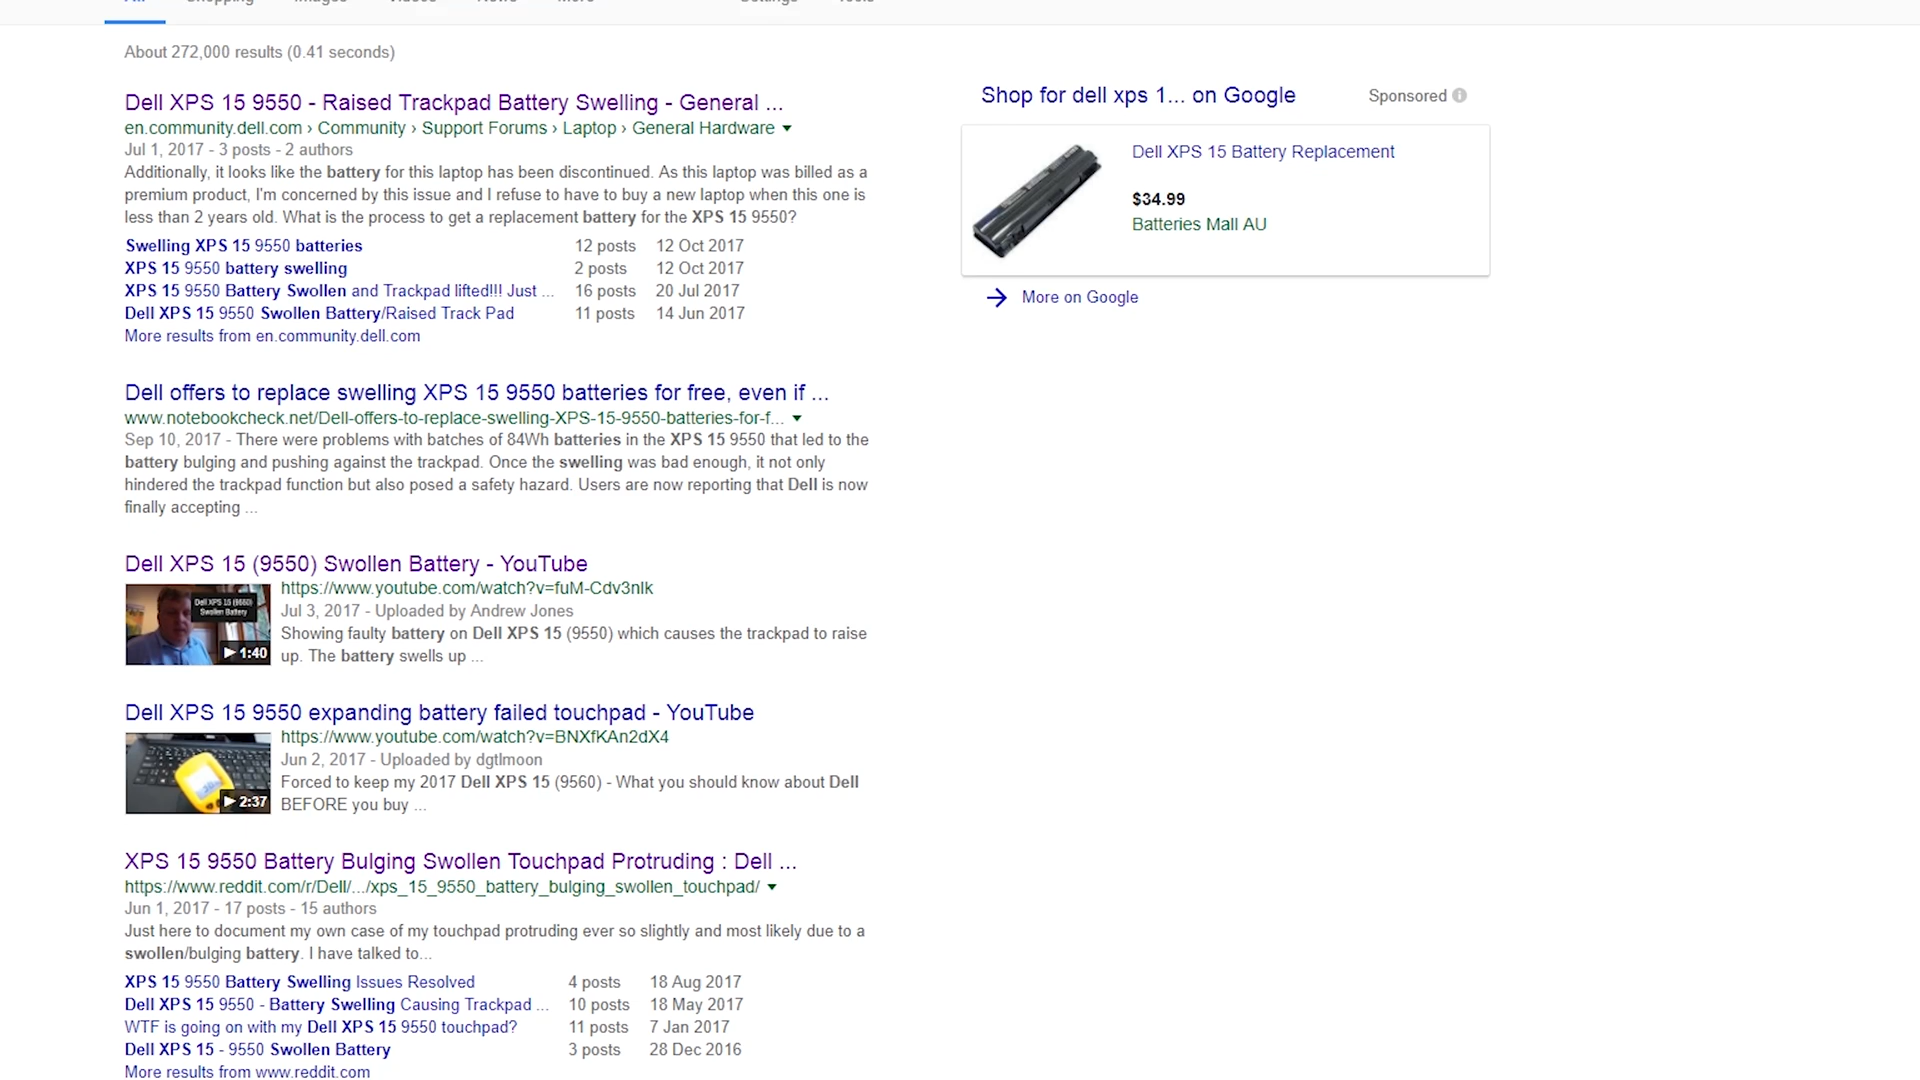 All Shopping Images Videos News More Settings Tools
About 272,000 results (0.41 seconds)
Dell XPS 15 9550 - Raised Trackpad Battery Swelling - General ...
en.community.dell.com › Community › Support Forums › Laptop › General Hardware
Jul 1, 2017 - 3 posts - 2 authors
Additionally, it looks like the battery for this laptop has been discontinued. As this laptop was billed as a
premium product, I'm concerned by this issue and I refuse to have to buy a new laptop when this one is
less than 2 years old. What is the process to get a replacement battery for the XPS 15 9550?
Swelling XPS 15 9550 batteries 12 posts 12 Oct 2017
XPS 15 9550 battery swelling 2 posts 12 Oct 2017
XPS 15 9550 Battery Swollen and Trackpad lifted!!! Just ... 16 posts 20 Jul 2017
Dell XPS 15 9550 Swollen Battery/Raised Track Pad 11 posts 14 Jun 2017
More results from en.community.dell.com
Dell offers to replace swelling XPS 15 9550 batteries for free, even if ...
www.notebookcheck.net/Dell-offers-to-replace-swelling-XPS-15-9550-batteries-for-f...
Sep 10, 2017 - There were problems with batches of 84Wh batteries in the XPS 15 9550 that led to the
battery bulging and pushing against the trackpad. Once the swelling was bad enough, it not only
hindered the trackpad function but also posed a safety hazard. Users are now reporting that Dell is now
finally accepting ...
Dell XPS 15 (9550) Swollen Battery - YouTube
https://www.youtube.com/watch?v=fuM-Cdv3nlk
Dell XPS 15 (9550)
Swollen Battery
1:40
Jul 3, 2017 - Uploaded by Andrew Jones
Showing faulty battery on Dell XPS 15 (9550) which causes the trackpad to raise
up. The battery swells up ...
Dell XPS 15 9550 expanding battery failed touchpad - YouTube
https://www.youtube.com/watch?v=BNXfKAn2dX4
2:37
Jun 2, 2017 - Uploaded by dgtlmoon
Forced to keep my 2017 Dell XPS 15 (9560) - What you should know about Dell
BEFORE you buy ...
XPS 15 9550 Battery Bulging Swollen Touchpad Protruding : Dell ...
https://www.reddit.com/r/Dell/.../xps_15_9550_battery_bulging_swollen_touchpad/
Jun 1, 2017 - 17 posts - 15 authors
Just here to document my own case of my touchpad protruding ever so slightly and most likely due to a
swollen/bulging battery. I have talked to...
XPS 15 9550 Battery Swelling Issues Resolved 4 posts 18 Aug 2017
Dell XPS 15 9550 - Battery Swelling Causing Trackpad ... 10 posts 18 May 2017
WTF is going on with my Dell XPS 15 9550 touchpad? 11 posts 7 Jan 2017
Dell XPS 15 - 9550 Swollen Battery 3 posts 28 Dec 2016
More results from www.reddit.com
Shop for dell xps 1... on Google
Sponsored
Dell XPS 15 Battery Replacement
$34.99
Batteries Mall AU
More on Google